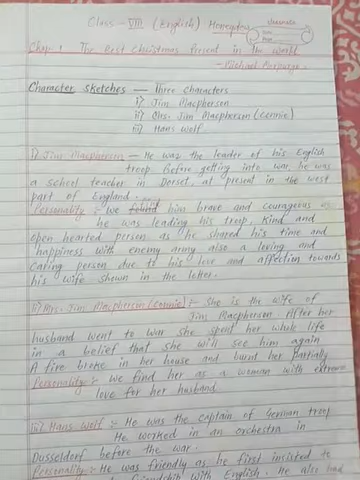 Class - VIII (English) Honeydew
Chap. 1 The Best Christmas Present in the World
- Michael Morpurgo
Character Sketches - Three characters
i) Jim Macpherson
ii) Mrs. Jim Macpherson (connie)
iii) Hans Wolf
i) Jim Macpherson - He was the leader of his English
troop. Before getting into war, he was
a school teacher in Dorset, at present in the west
part of England.
Personality :- We found him brave and courageous as
he was leading his troop. Kind and
open hearted person as he shared his time and
happiness with enemy army also a loving and
caring person due to his love and affection towards
his wife shown in the letter.
ii) Mrs. Jim Macpherson (Connie) :- She is the wife of
Jim Macpherson After her
husband went to war she spent her whole life
in a belief that she will see him again
A fire broke in her house and burnt her partially
Personality :- We find her as a woman with extreme
love for her husband
iii) Hans Wolf :- He was the captain of German troop
He worked in an orchestra in
Dusseldorf before the war.
Personality :- He was friendly as he first insisted to
friendship with English. He also had